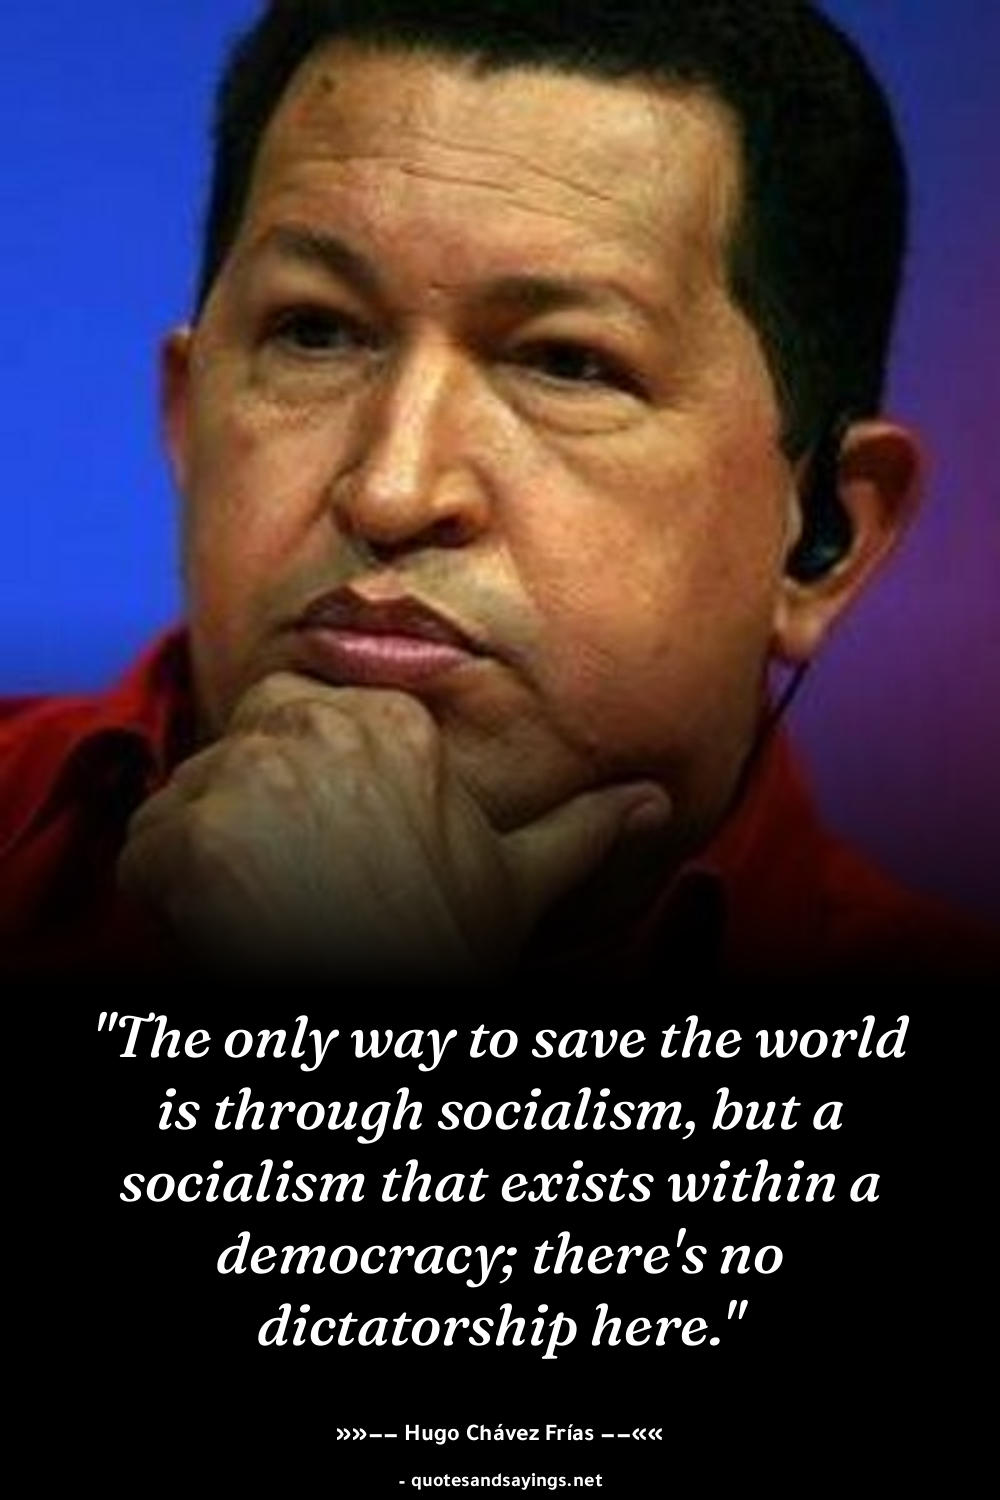 "The only way to save the world
is through socialism, but a
socialism that exists within a
democracy; there's no
dictatorship here."
»»–– Hugo Chávez Frías ––««
- quotesandsayings.net